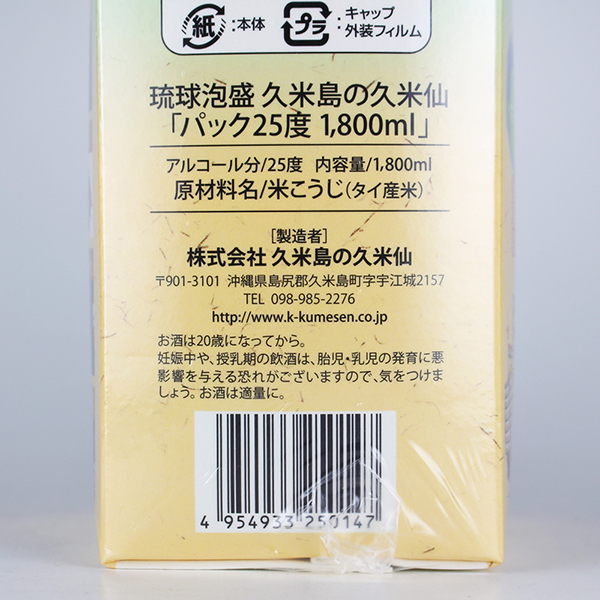 紙 :本体 プラ :キャップ
外装フィルム
琉球泡盛 久米島の久米仙
「パック25度 1,800ml」
アルコール分/25度 内容量/1,800ml
原材料名/米こうじ(タイ産米)
[製造者]
株式会社 久米島の久米仙
〒901-3101 沖縄県島尻郡久米島町字宇江城2157
TEL 098-985-2276
http://www.k-kumesen.co.jp
お酒は20歳になってから。
妊娠中や、授乳期の飲酒は、胎児・乳児の発育に悪
影響を与える恐れがございますので、気をつけま
しょう。お酒は適量に。
4 954933 250147